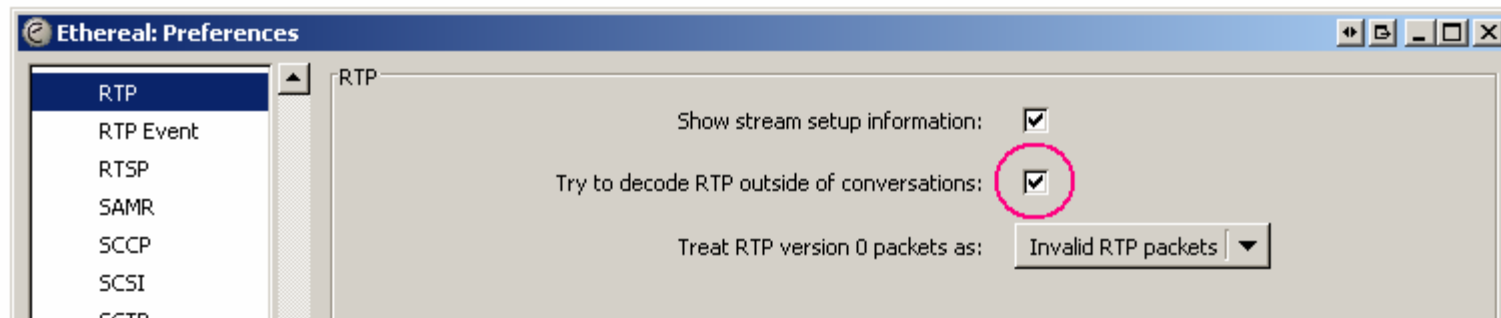 Ethereal: Preferences
RTP
RTP Event
RTSP
SAMR
SCCP
SCSI
RTP
Show stream setup information:
Try to decode RTP outside of conversations:
Treat RTP version 0 packets as: Invalid RTP packets